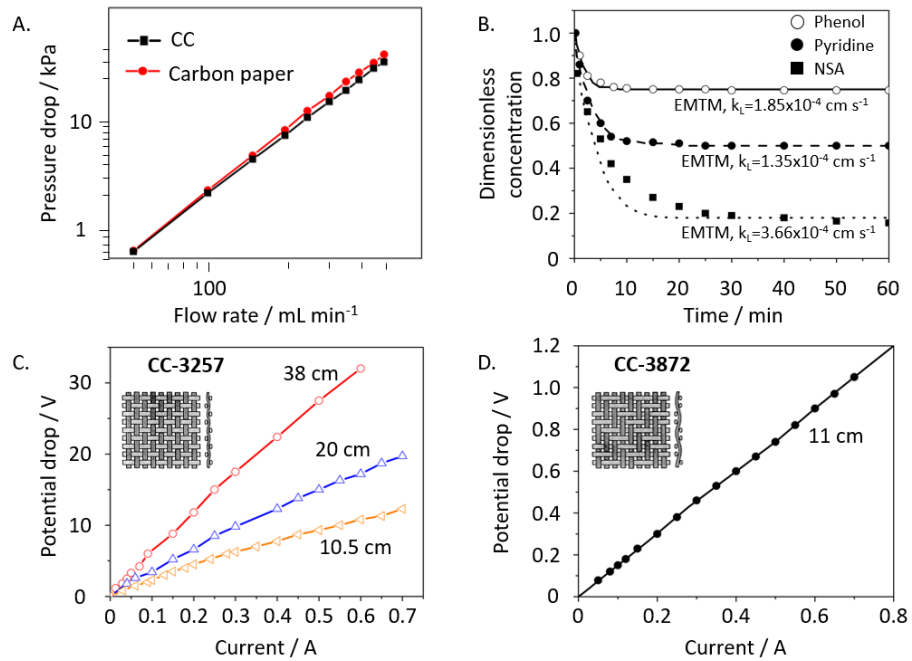 A.
CC
Carbon paper
10
1
Pressure drop / kPa
100
Flow rate / mL min⁻¹
B.
Phenol
Pyridine
NSA
1.0
0.8
0.6
0.4
0.2
0
Dimensionless
concentration
EMTM, kL=1.85x10⁻⁴ cm s⁻¹
EMTM, kL=1.35x10⁻⁴ cm s⁻¹
EMTM, kL=3.66x10⁻⁴ cm s⁻¹
0 10 20 30 40 50 60
Time / min
C.
CC-3257
38 cm
20 cm
10.5 cm
30
20
10
0
Potential drop / V
0 0.1 0.2 0.3 0.4 0.5 0.6 0.7
Current / A
D.
CC-3872
11 cm
1.2
1.0
0.8
0.6
0.4
0.2
0
Potential drop / V
0 0.2 0.4 0.6 0.8
Current / A